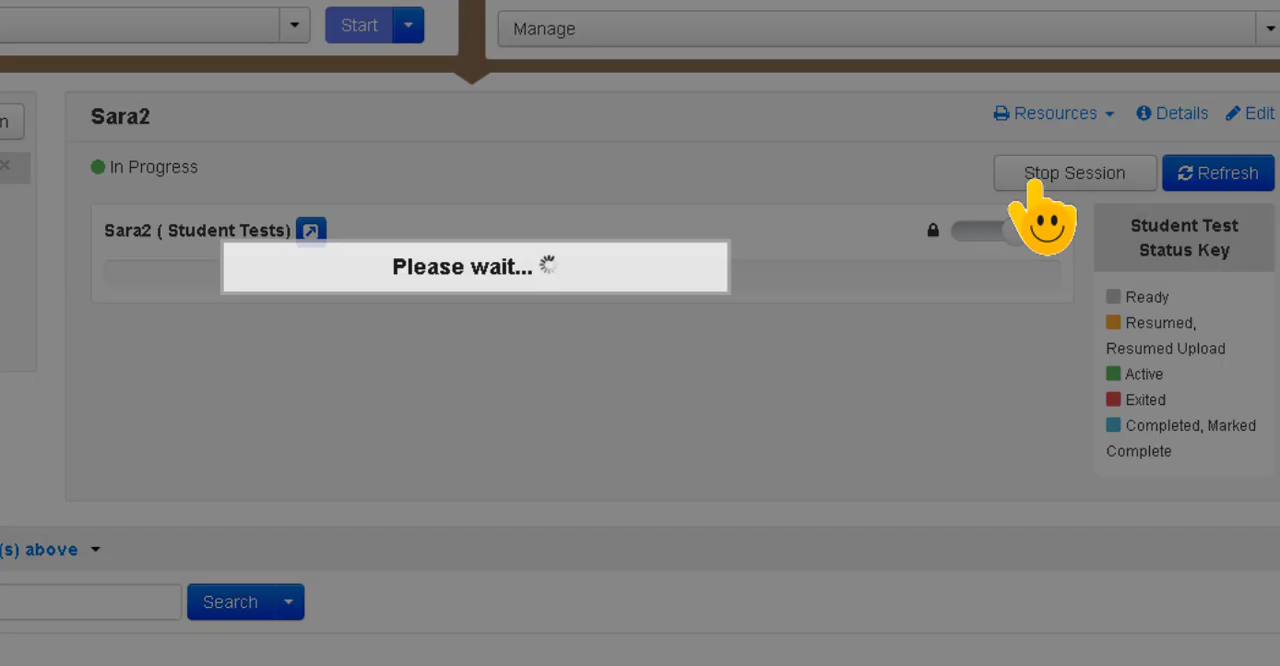 Start
Manage
n
Sara2
Resources
Details
Edit
In Progress
Stop Session
Refresh
Sara2 ( Student Tests)
Please wait...
Student Test
Status Key
Ready
Resumed,
Resumed Upload
Active
Exited
Completed, Marked
Complete
(s) above
Search